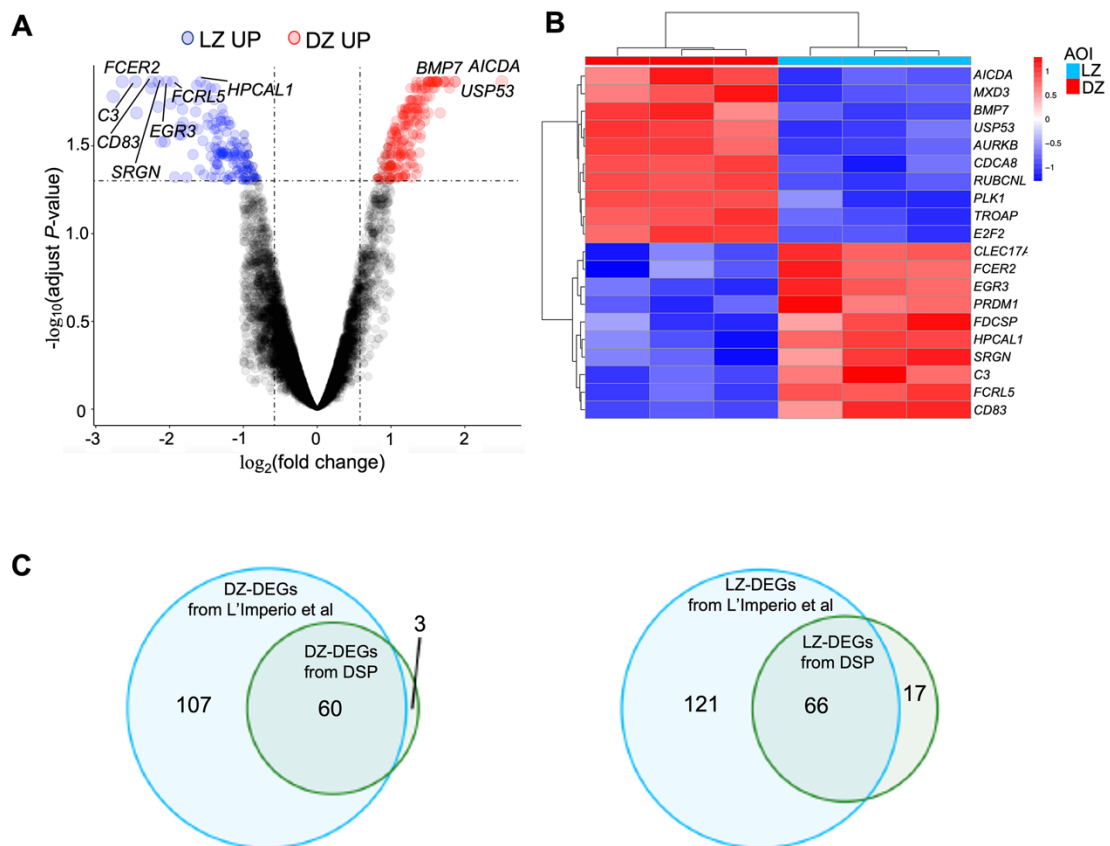 A
LZ UP
DZ UP
FCER2
BMP7
AICDA
USP53
HPCAL1
FCRL5
C3
EGR3
CD83
SRGN
1.5
1.0
0.5
0
-log10(adjust P-value)
-3
-2
-1
0
1
2
log2(fold change)
B
AOI
LZ
DZ
1
0.5
0
-0.5
-1
AICDA
MXD3
BMP7
USP53
AURKB
CDCA8
RUBCNL
PLK1
TROAP
E2F2
CLEC17A
FCER2
EGR3
PRDM1
FDCSP
HPCAL1
SRGN
C3
FCRL5
CD83
C
DZ-DEGs
from L'Imperio et al
3
DZ-DEGs
from DSP
107
60
LZ-DEGs
from L'Imperio et al
LZ-DEGs
from DSP
121
66
17